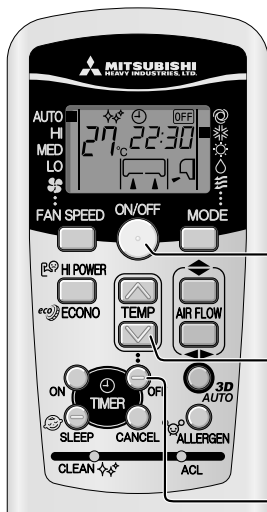 MITSUBISHI
HEAVY INDUSTRIES, LTD.
AUTO
OFF
HI
27°C 22:30
MED
LO
FAN SPEED
ON/OFF
MODE
HI POWER
eco ECONO
TEMP
AIR FLOW
ON
TIMER
OFF
3D
AUTO
SLEEP
CANCEL
ALLERGEN
CLEAN
ACL